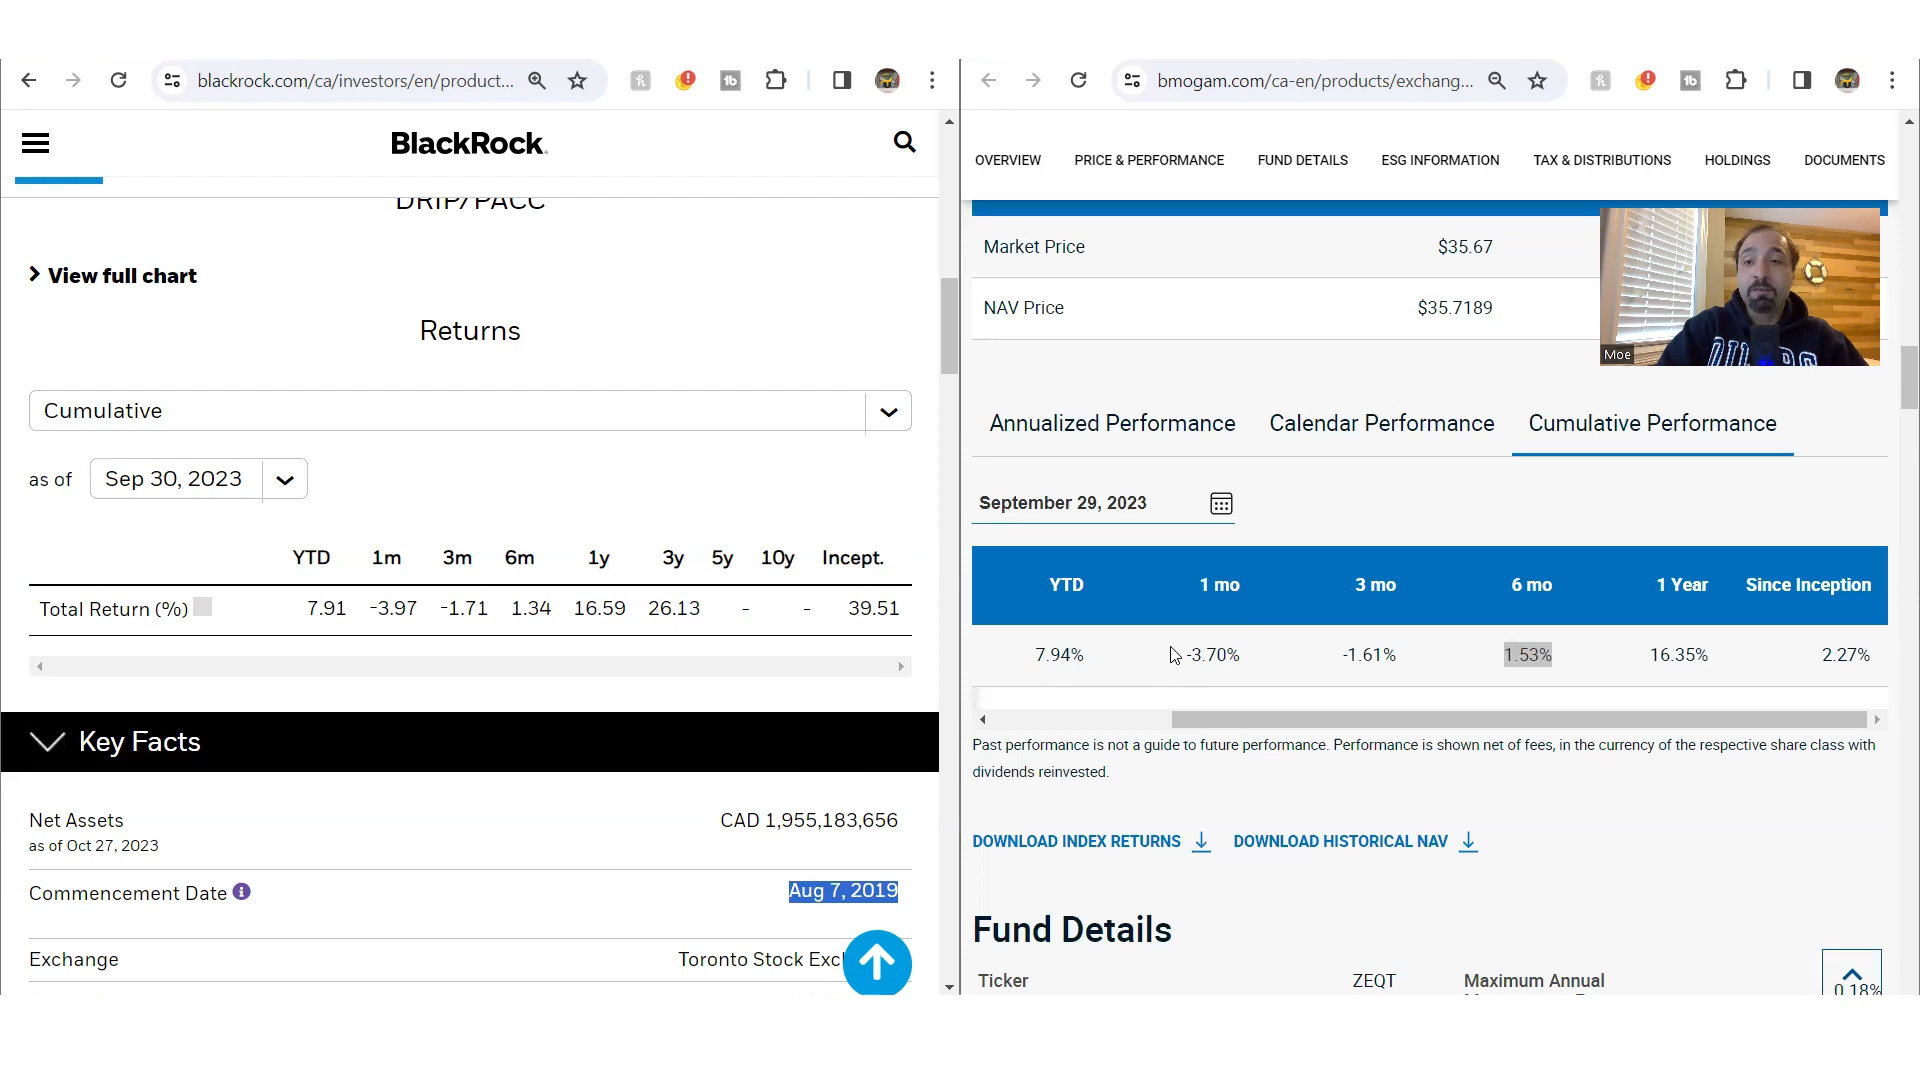 blackrock.com/ca/investors/en/product...
BlackRock.
DRIP/PACC
View full chart
Returns
Cumulative
as of Sep 30, 2023
YTD 1m 3m 6m 1y 3y 5y 10y Incept.
Total Return (%) 7.91 -3.97 -1.71 1.34 16.59 26.13 - - 39.51
Key Facts
Net Assets CAD 1,955,183,656
as of Oct 27, 2023
Commencement Date i Aug 7, 2019
Exchange Toronto Stock Excl
bmogam.com/ca-en/products/exchang...
OVERVIEW PRICE & PERFORMANCE FUND DETAILS ESG INFORMATION TAX & DISTRIBUTIONS HOLDINGS DOCUMENTS
Market Price $35.67
NAV Price $35.7189
Moe
Annualized Performance Calendar Performance Cumulative Performance
September 29, 2023
YTD 1 mo 3 mo 6 mo 1 Year Since Inception
7.94% -3.70% -1.61% 1.53% 16.35% 2.27%
Past performance is not a guide to future performance. Performance is shown net of fees, in the currency of the respective share class with
dividends reinvested.
DOWNLOAD INDEX RETURNS DOWNLOAD HISTORICAL NAV
Fund Details
Ticker ZEQT Maximum Annual 0.18%